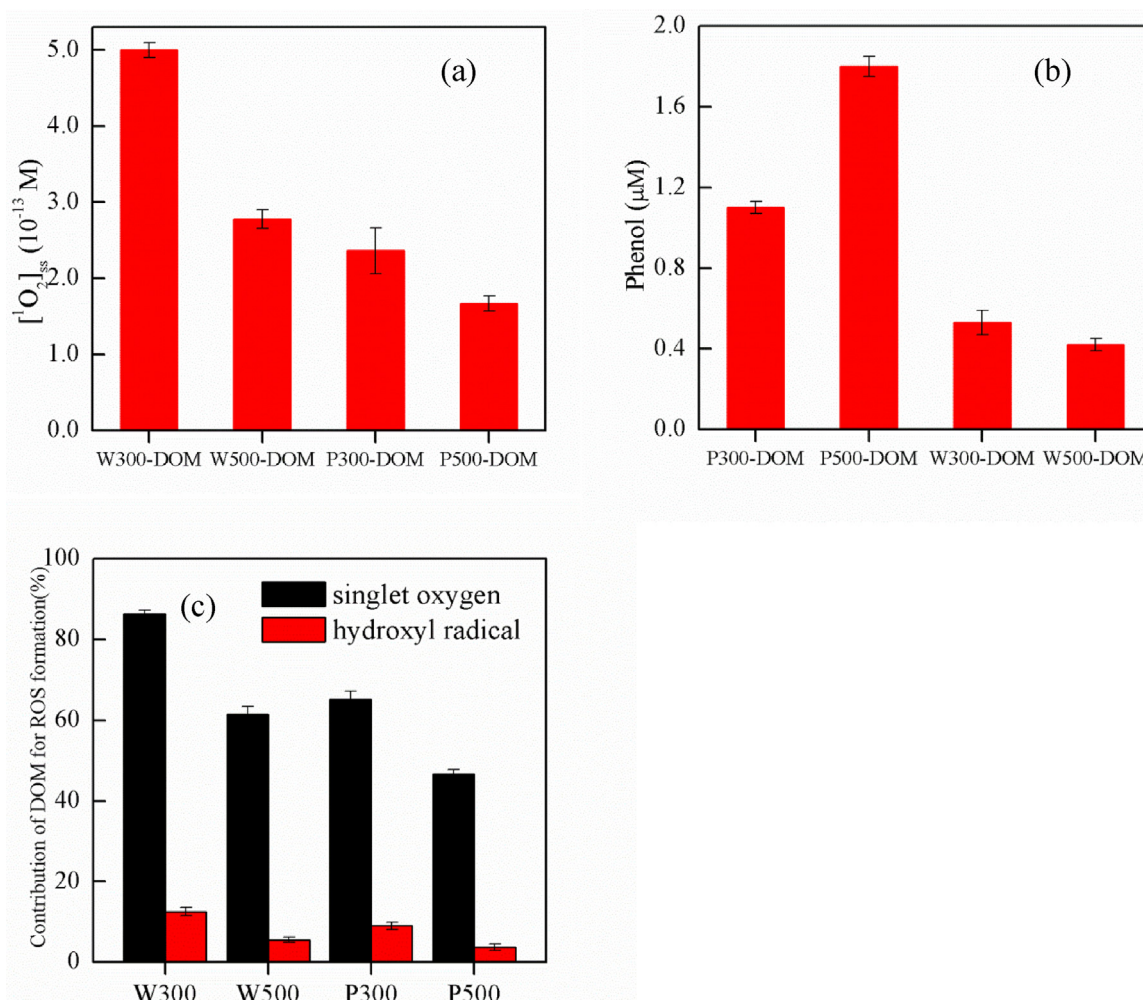 (a)
[¹O₂]ss (10⁻¹³ M)
5.0
4.0
3.0
2.0
1.0
0.0
W300-DOM W500-DOM P300-DOM P500-DOM
(b)
Phenol (μM)
2.0
1.6
1.2
0.8
0.4
0.0
P300-DOM P500-DOM W300-DOM W500-DOM
(c)
Contribution of DOM for ROS formation(%)
100
80
60
40
20
0
singlet oxygen
hydroxyl radical
W300 W500 P300 P500